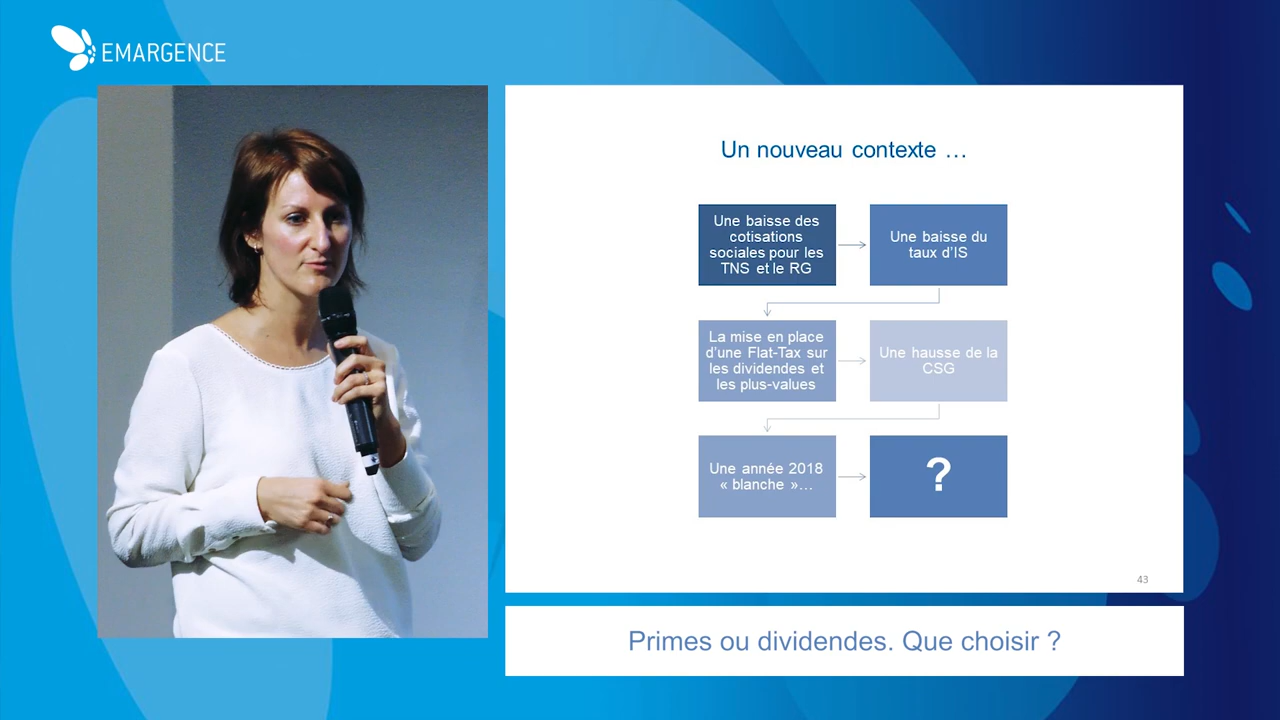 EMARGENCE
Un nouveau contexte …
Une baisse des
cotisations
sociales pour les
TNS et le RG
Une baisse du
taux d'IS
La mise en place
d'une Flat-Tax sur
les dividendes et
les plus-values
Une hausse de la
CSG
Une année 2018
« blanche »…
?
43
Primes ou dividendes. Que choisir ?